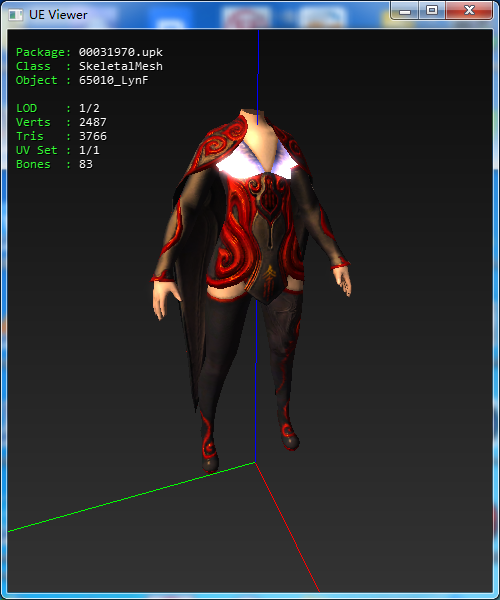 UE Viewer
Package: 00031970.upk
Class : SkeletalMesh
Object : 65010_LynF
LOD : 1/2
Verts : 2487
Tris : 3766
UV Set : 1/1
Bones : 83